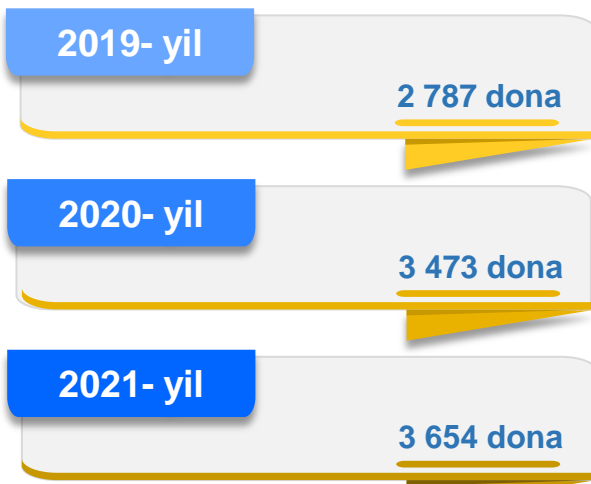 2019- yil
2 787 dona
2020- yil
3 473 dona
2021- yil
3 654 dona